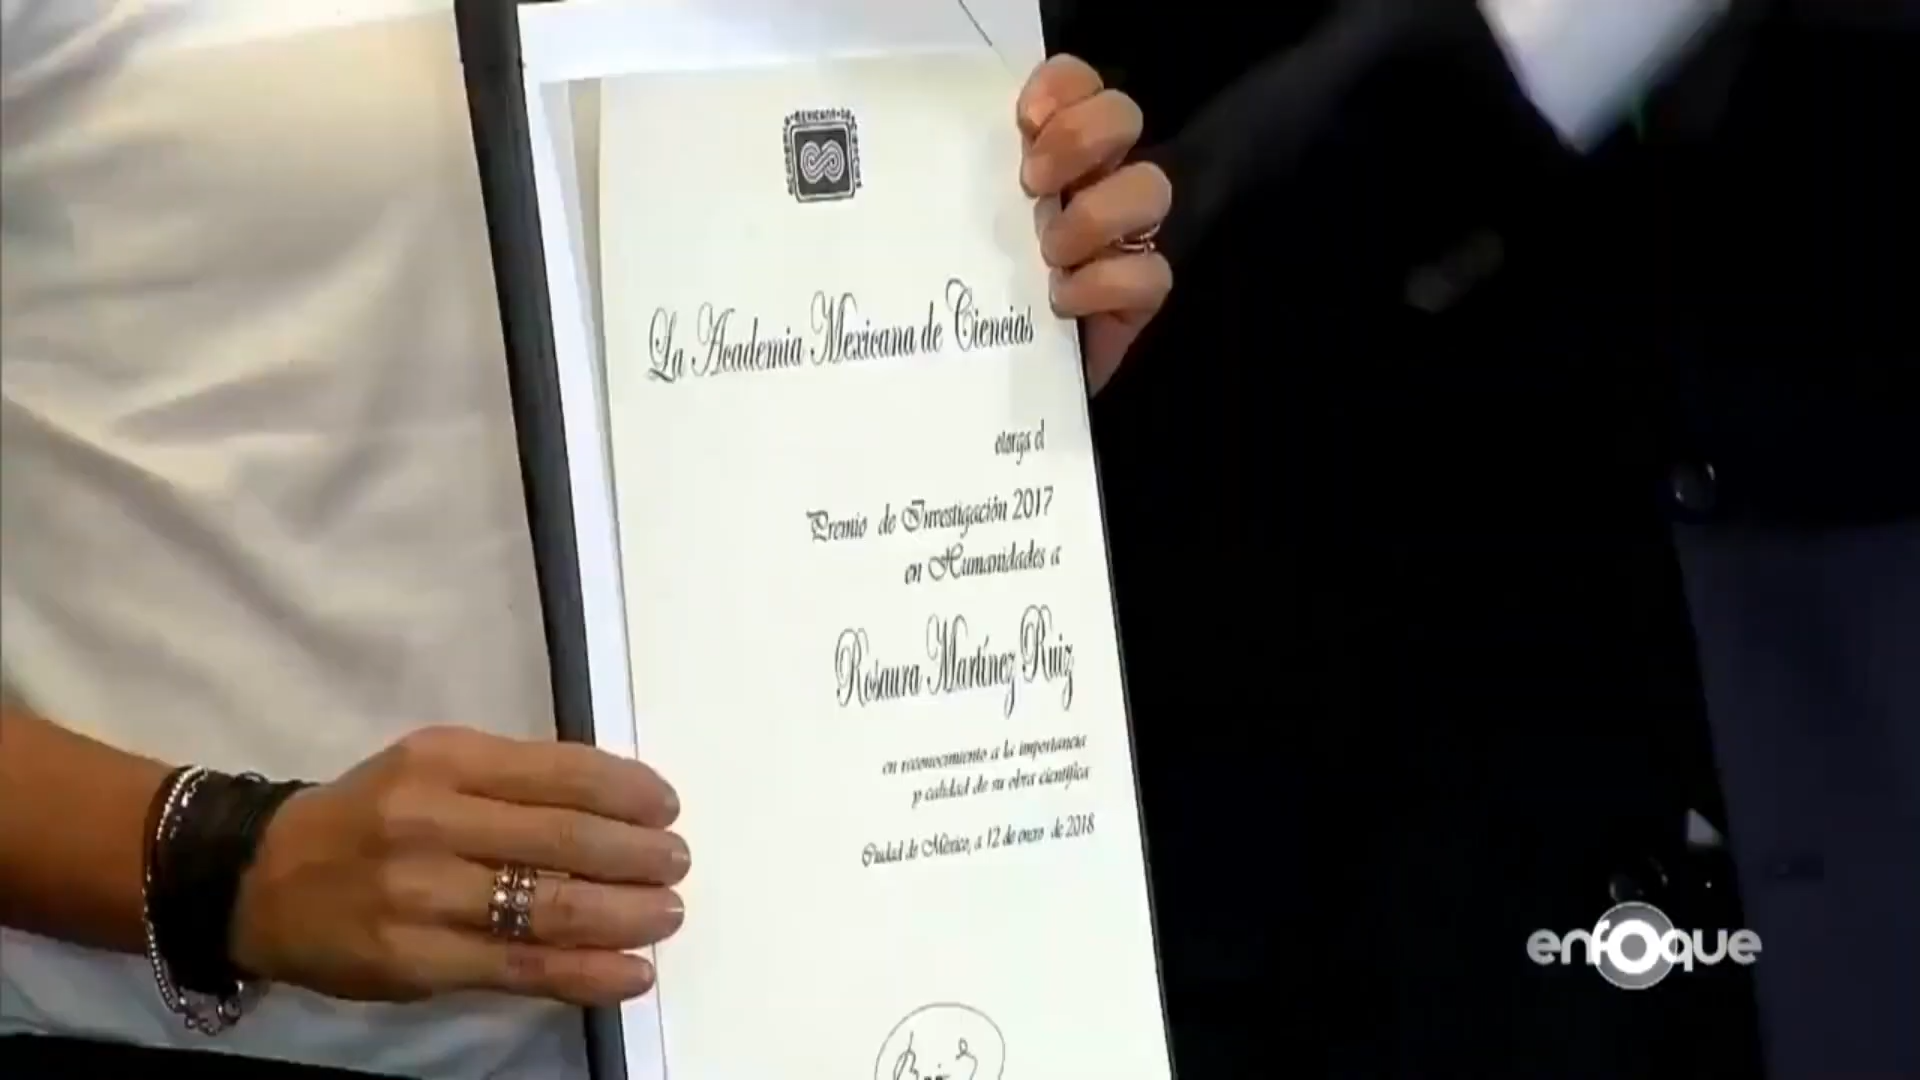 La Academia Mexicana de Ciencias
otorga el
Premio de Investigación 2017
en Humanidades a
Rosaura Martínez Ruiz
en reconocimiento a la importancia
y calidad de su obra científica
Ciudad de México, a 12 de enero de 2018
enfoque